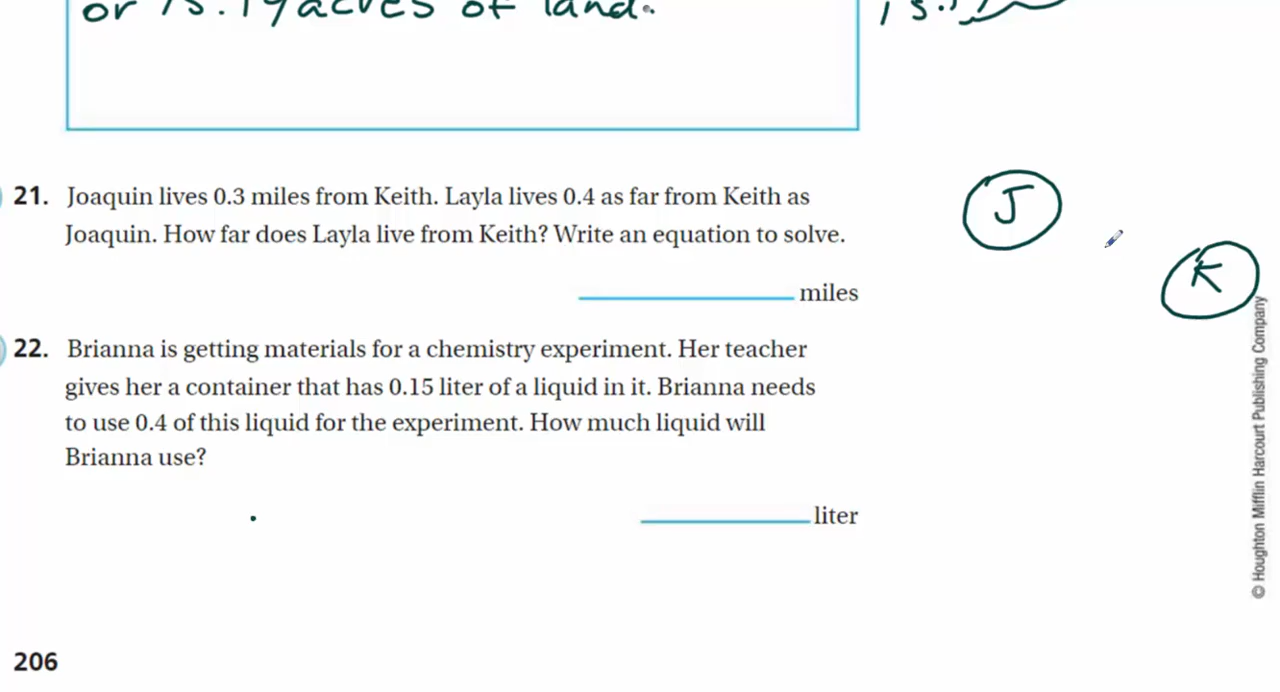 or 15.19 acres of land.
21. Joaquin lives 0.3 miles from Keith. Layla lives 0.4 as far from Keith as
Joaquin. How far does Layla live from Keith? Write an equation to solve.
miles
J
K
22. Brianna is getting materials for a chemistry experiment. Her teacher
gives her a container that has 0.15 liter of a liquid in it. Brianna needs
to use 0.4 of this liquid for the experiment. How much liquid will
Brianna use?
liter
© Houghton Mifflin Harcourt Publishing Company
206